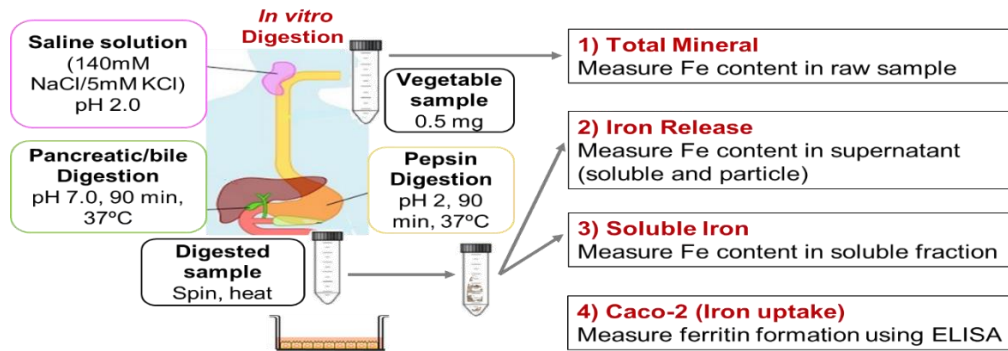 In vitro
Digestion
Saline solution
(140mM
NaCl/5mM KCl)
pH 2.0
Vegetable
sample
0.5 mg
Pancreatic/bile
Digestion
pH 7.0, 90 min,
37ºC
Pepsin
Digestion
pH 2, 90
min, 37ºC
Digested
sample
Spin, heat
1) Total Mineral
Measure Fe content in raw sample
2) Iron Release
Measure Fe content in supernatant
(soluble and particle)
3) Soluble Iron
Measure Fe content in soluble fraction
4) Caco-2 (Iron uptake)
Measure ferritin formation using ELISA